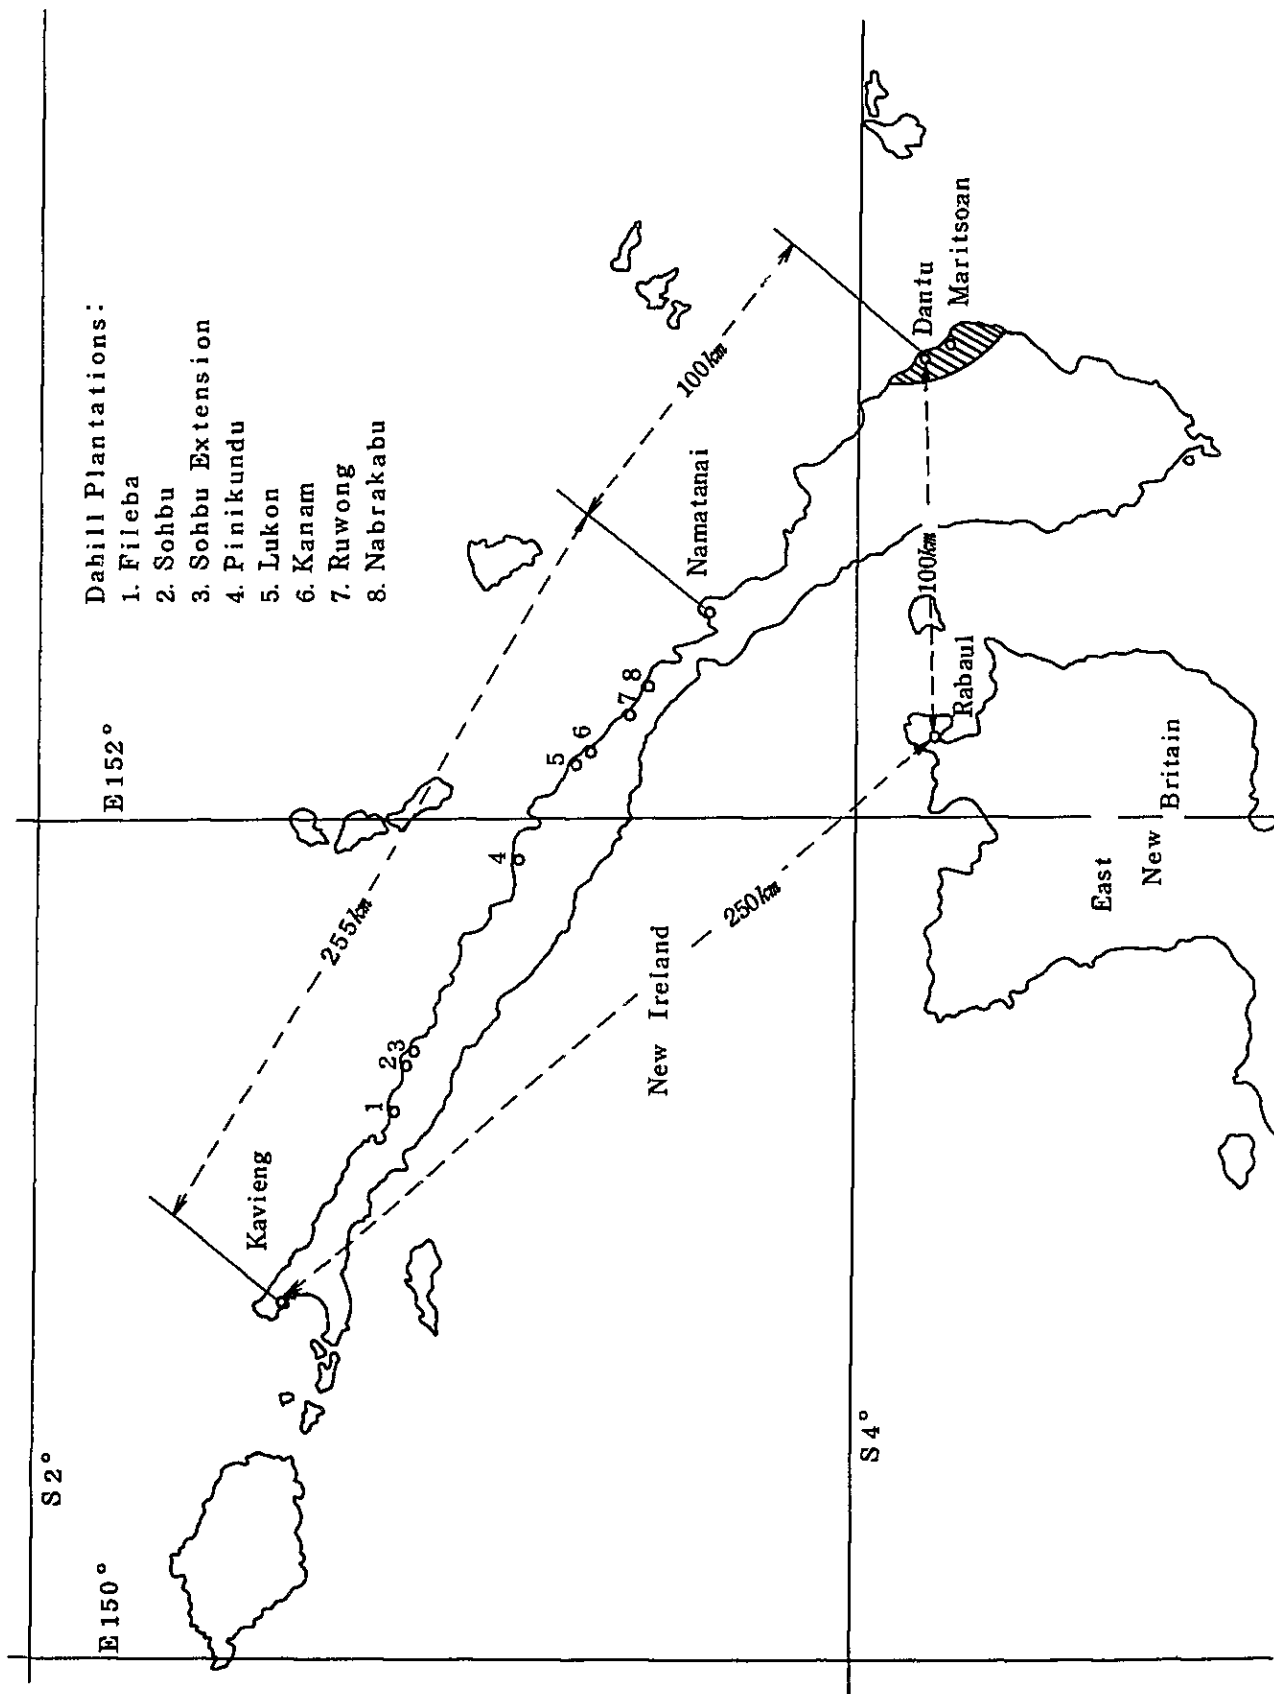 Dahill Plantations:
1. Fileba
2. Sohbu
3. Sohbu Extension
4. Pinikundu
5. Lukon
6. Kanam
7. Ruwong
8. Nabrakabu
S2°
E150°
E152°
Kavieng
255km
100km
1
2
3
4
5
6
7
8
Namatanai
New Ireland
250km
S4°
Rabaul
100km
Dantu
Maritsoan
East
New Britain